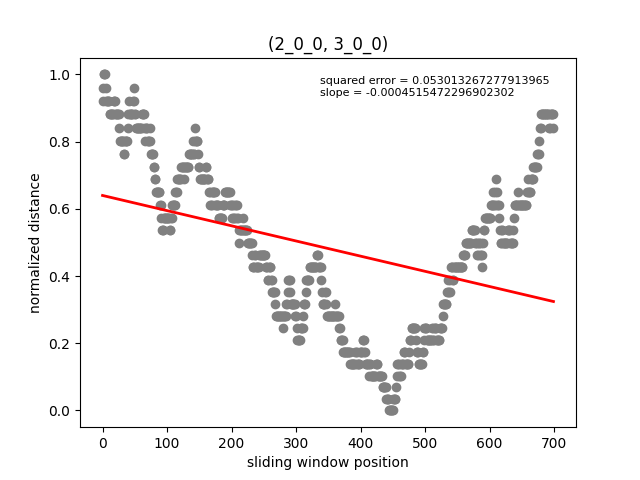 (2_0_0, 3_0_0)
squared error = 0.053013267277913965
slope = -0.0004515472296902302
normalized distance
1.0
0.8
0.6
0.4
0.2
0.0
0 100 200 300 400 500 600 700
sliding window position